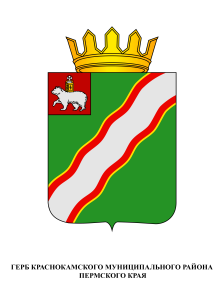 ГЕРБ КРАСНОКАМСКОГО МУНИЦИПАЛЬНОГО РАЙОНА
ПЕРМСКОГО КРАЯ